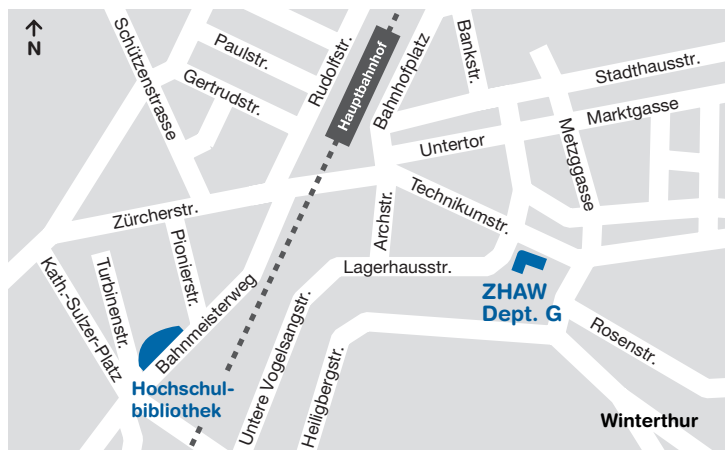 N
Schützenstrasse
Paulstr.
Gertrudstr.
Rudolfstr.
Hauptbahnhof
Bahnhofplatz
Bankstr.
Stadthausstr.
Marktgasse
Metzggasse
Untertor
Technikumstr.
Zürcherstr.
Archstr.
Pionierstr.
Lagerhausstr.
Kath.-Sulzer-Platz
Turbinenstr.
Bahnmeisterweg
ZHAW
Dept. G
Untere Vogelsangstr.
Heiligbergstr.
Rosenstr.
Hochschul-
bibliothek
Winterthur